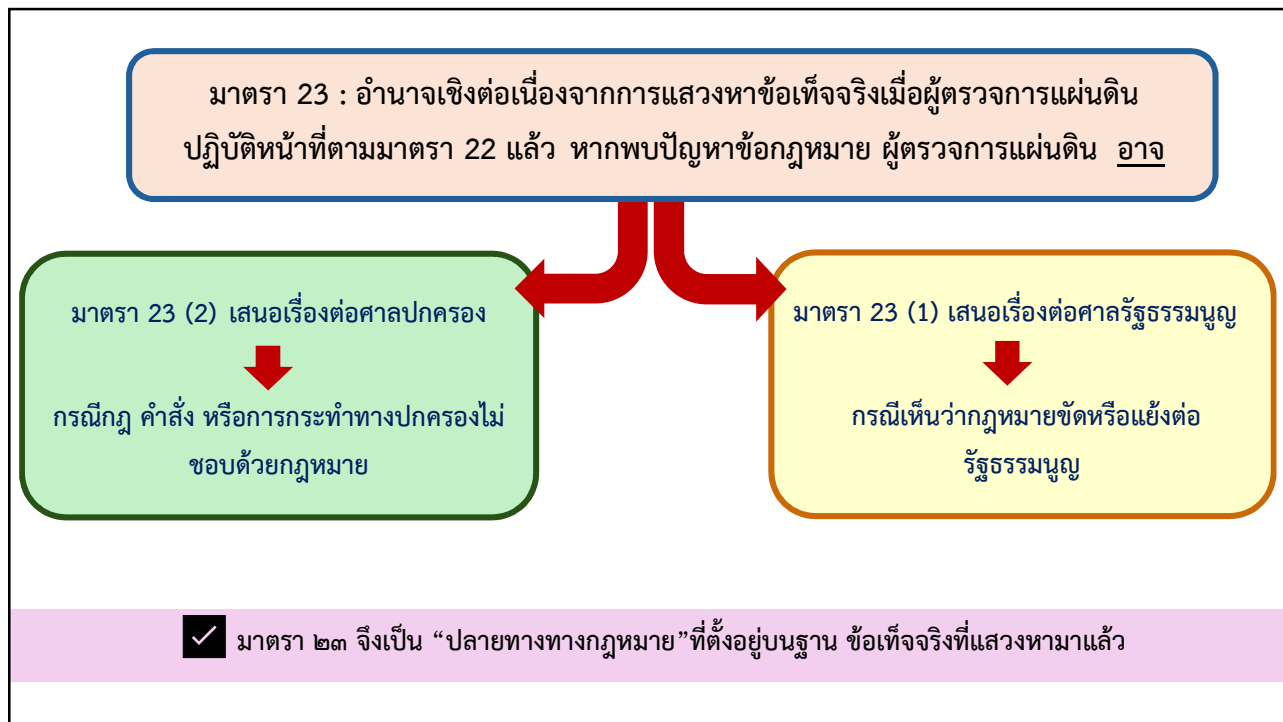 มาตรา 23 : อำนาจเชิงต่อเนื่องจากการแสวงหาข้อเท็จจริงเมื่อผู้ตรวจการแผ่นดิน
ปฏิบัติหน้าที่ตามมาตรา 22 แล้ว หากพบปัญหาข้อกฎหมาย ผู้ตรวจการแผ่นดิน อาจ
มาตรา 23 (2) เสนอเรื่องต่อศาลปกครอง
กรณีกฎ คำสั่ง หรือการกระทำทางปกครองไม่
ชอบด้วยกฎหมาย
มาตรา 23 (1) เสนอเรื่องต่อศาลรัฐธรรมนูญ
กรณีเห็นว่ากฎหมายขัดหรือแย้งต่อ
รัฐธรรมนูญ
มาตรา ๒๓ จึงเป็น “ปลายทางทางกฎหมาย”ที่ตั้งอยู่บนฐาน ข้อเท็จจริงที่แสวงหามาแล้ว